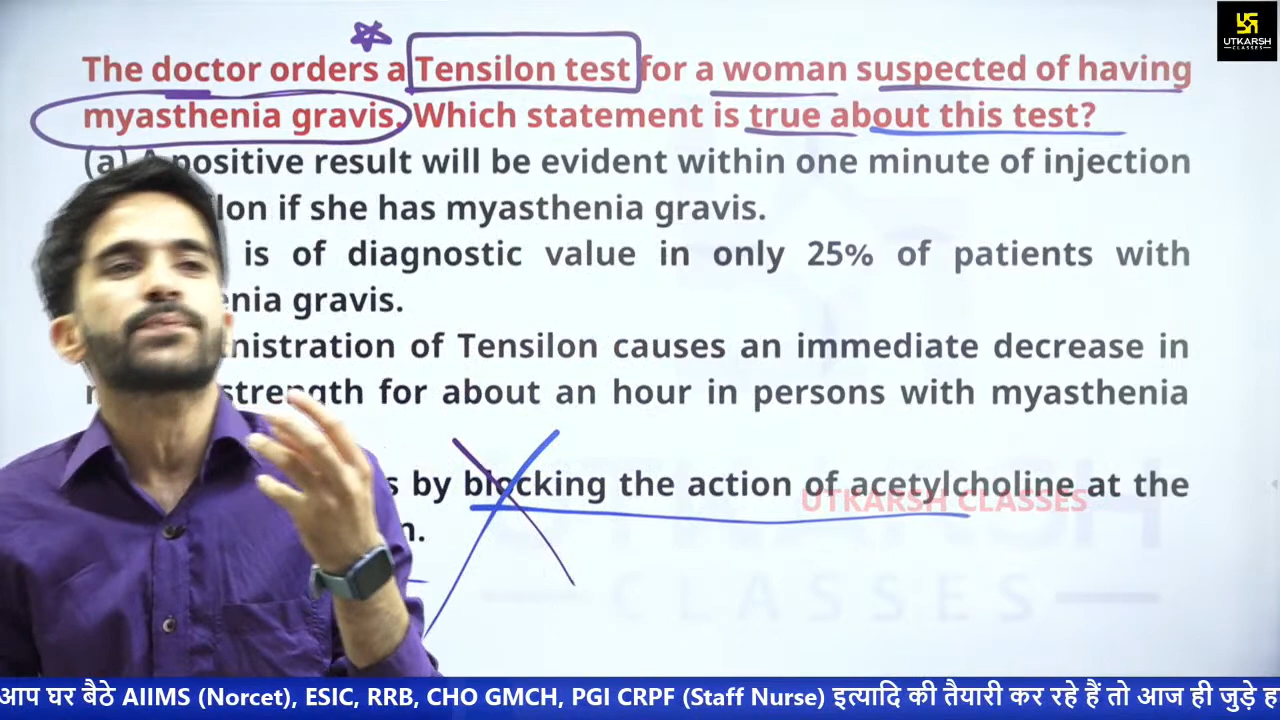 The doctor orders a Tensilon test for a woman suspected of having
myasthenia gravis. Which statement is true about this test?
(a) A positive result will be evident within one minute of injection
if she has myasthenia gravis.
is of diagnostic value in only 25% of patients with
gravis.
of Tensilon causes an immediate decrease in
strength for about an hour in persons with myasthenia
by blocking the action of acetylcholine at the
UTKARSH CLASSES
UTKARSH
CLASSES
UTKARSH
CLASSES
आप घर बैठे AIIMS (Norcet), ESIC, RRB, CHO GMCH, PGI CRPF (Staff Nurse) इत्यादि की तैयारी कर रहे हैं तो आज ही जुड़े